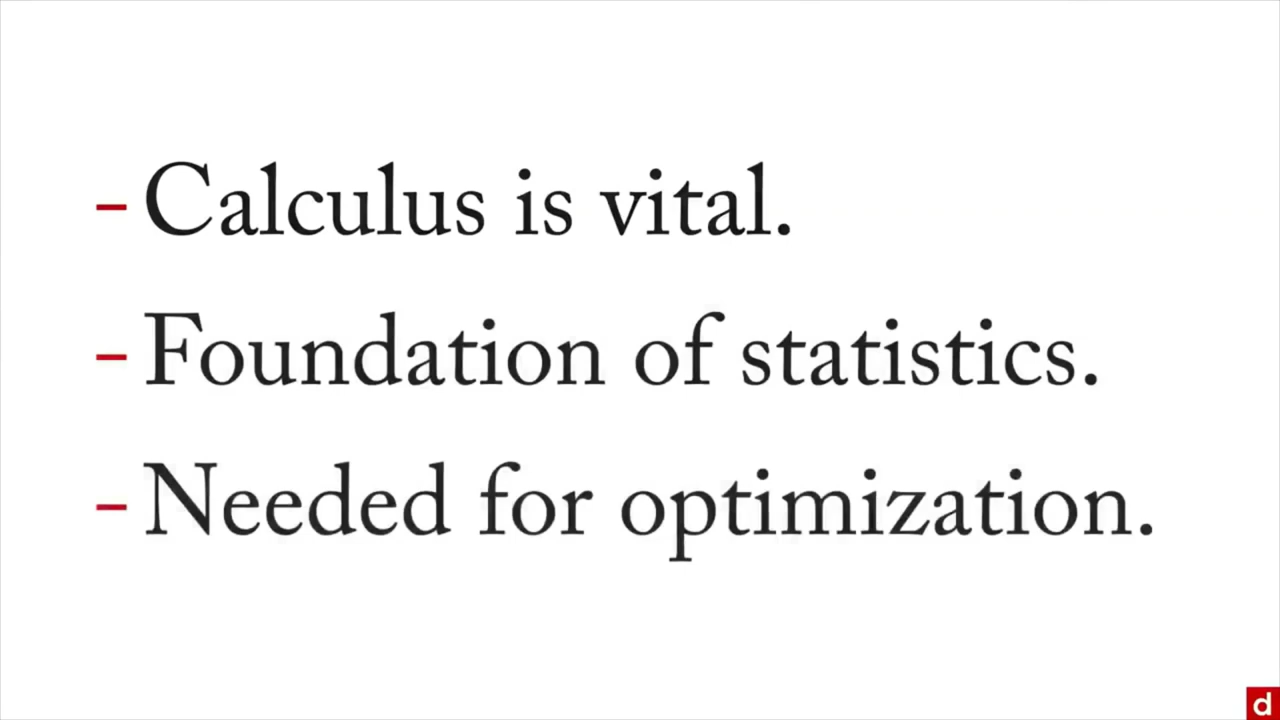 – Calculus is vital.
– Foundation of statistics.
– Needed for optimization.
d